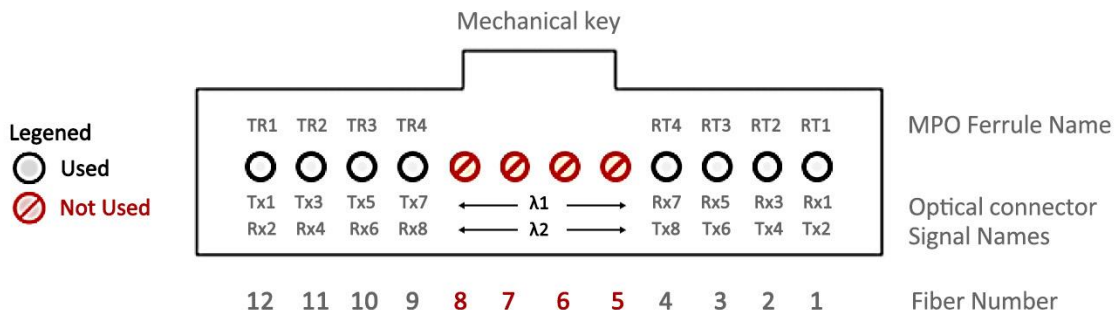 Mechanical key
Legened
Used
Not Used
TR1 TR2 TR3 TR4 RT4 RT3 RT2 RT1 MPO Ferrule Name
Tx1 Tx3 Tx5 Tx7 λ1 Rx7 Rx5 Rx3 Rx1 Optical connector
Rx2 Rx4 Rx6 Rx8 λ2 Tx8 Tx6 Tx4 Tx2 Signal Names
12 11 10 9 8 7 6 5 4 3 2 1 Fiber Number